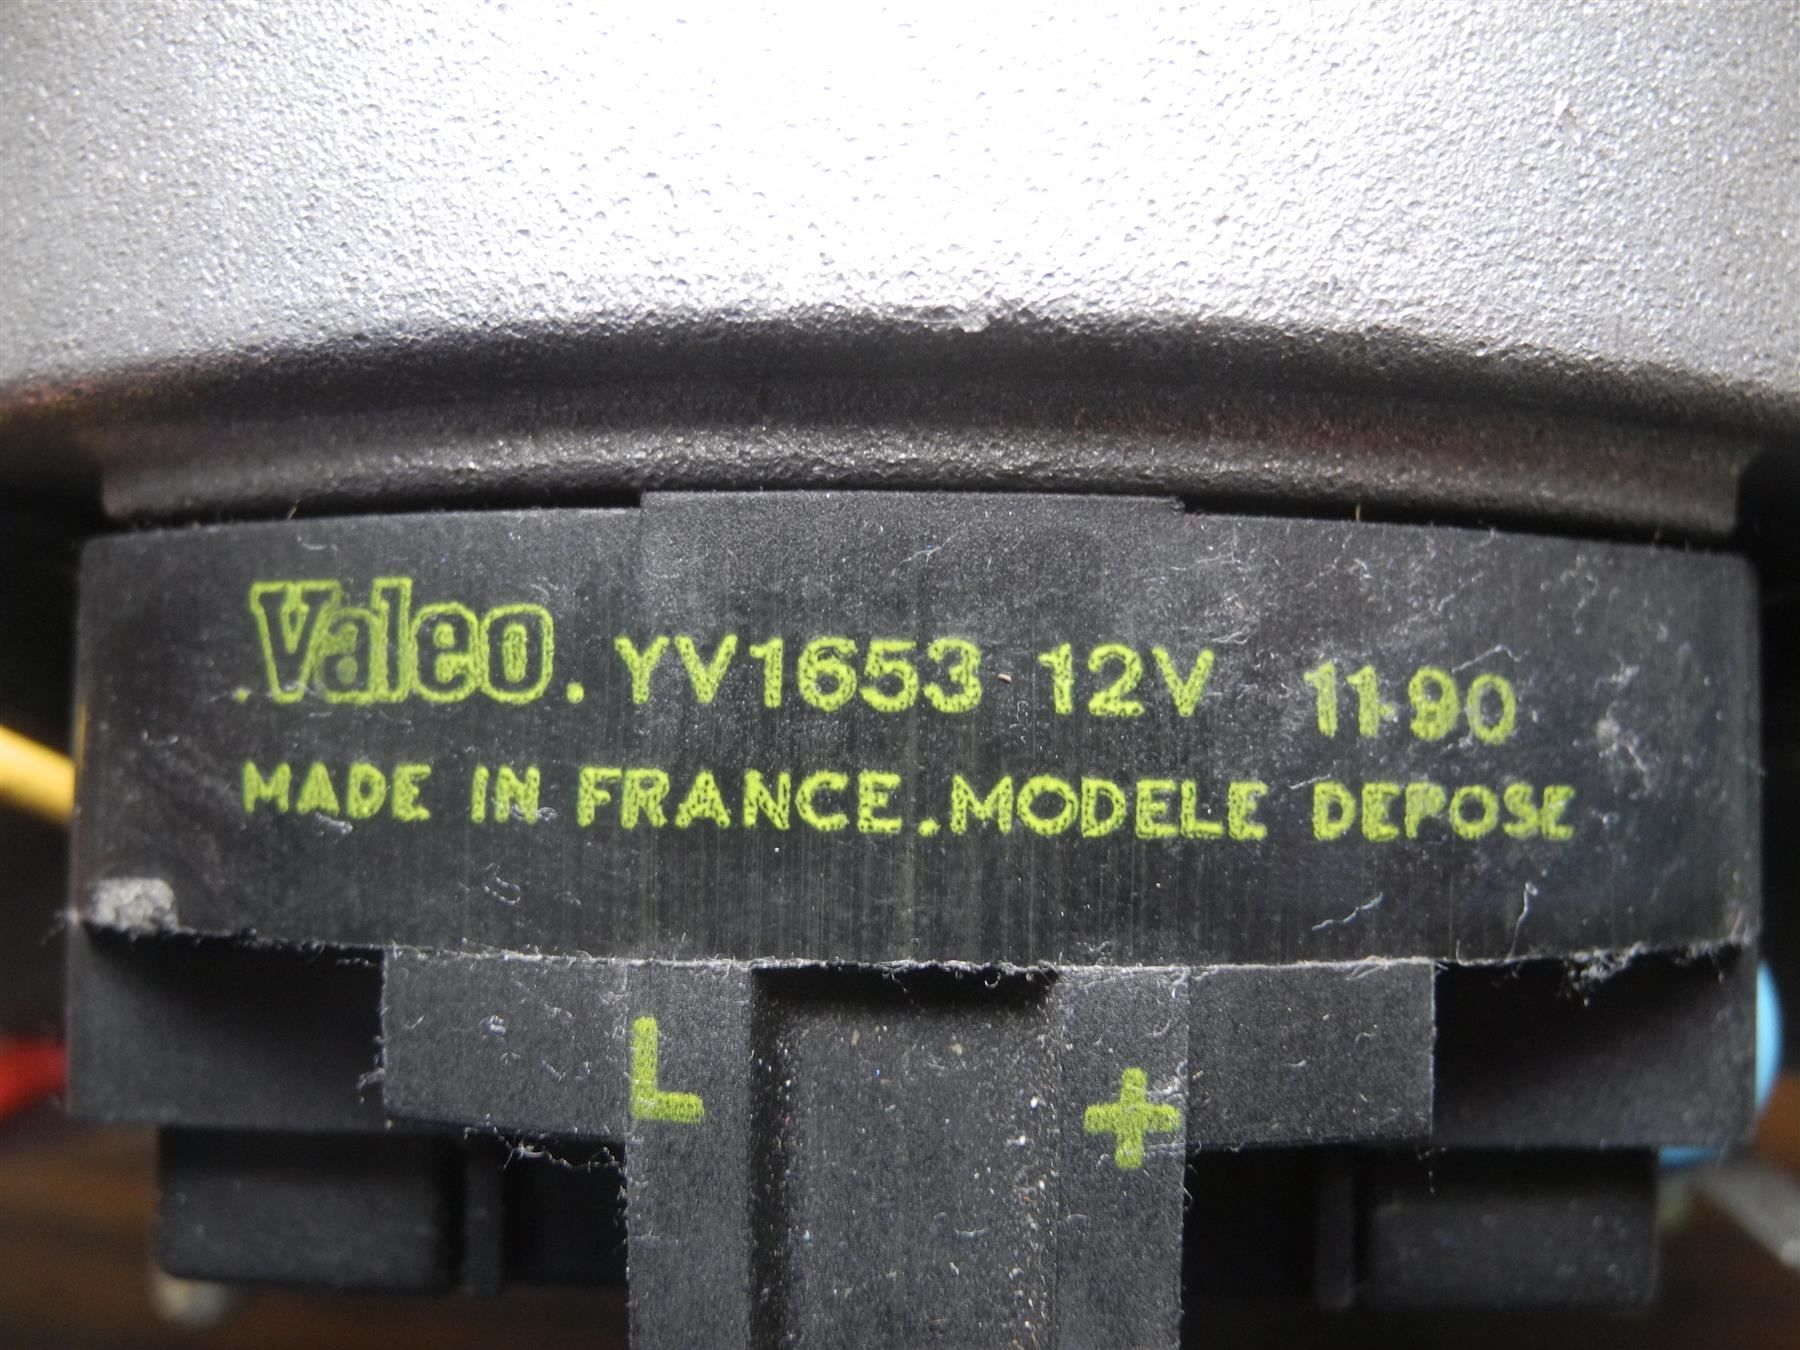 .Valeo. YV1653 12V 11-90
MADE IN FRANCE.MODELE DEPOSE
L +